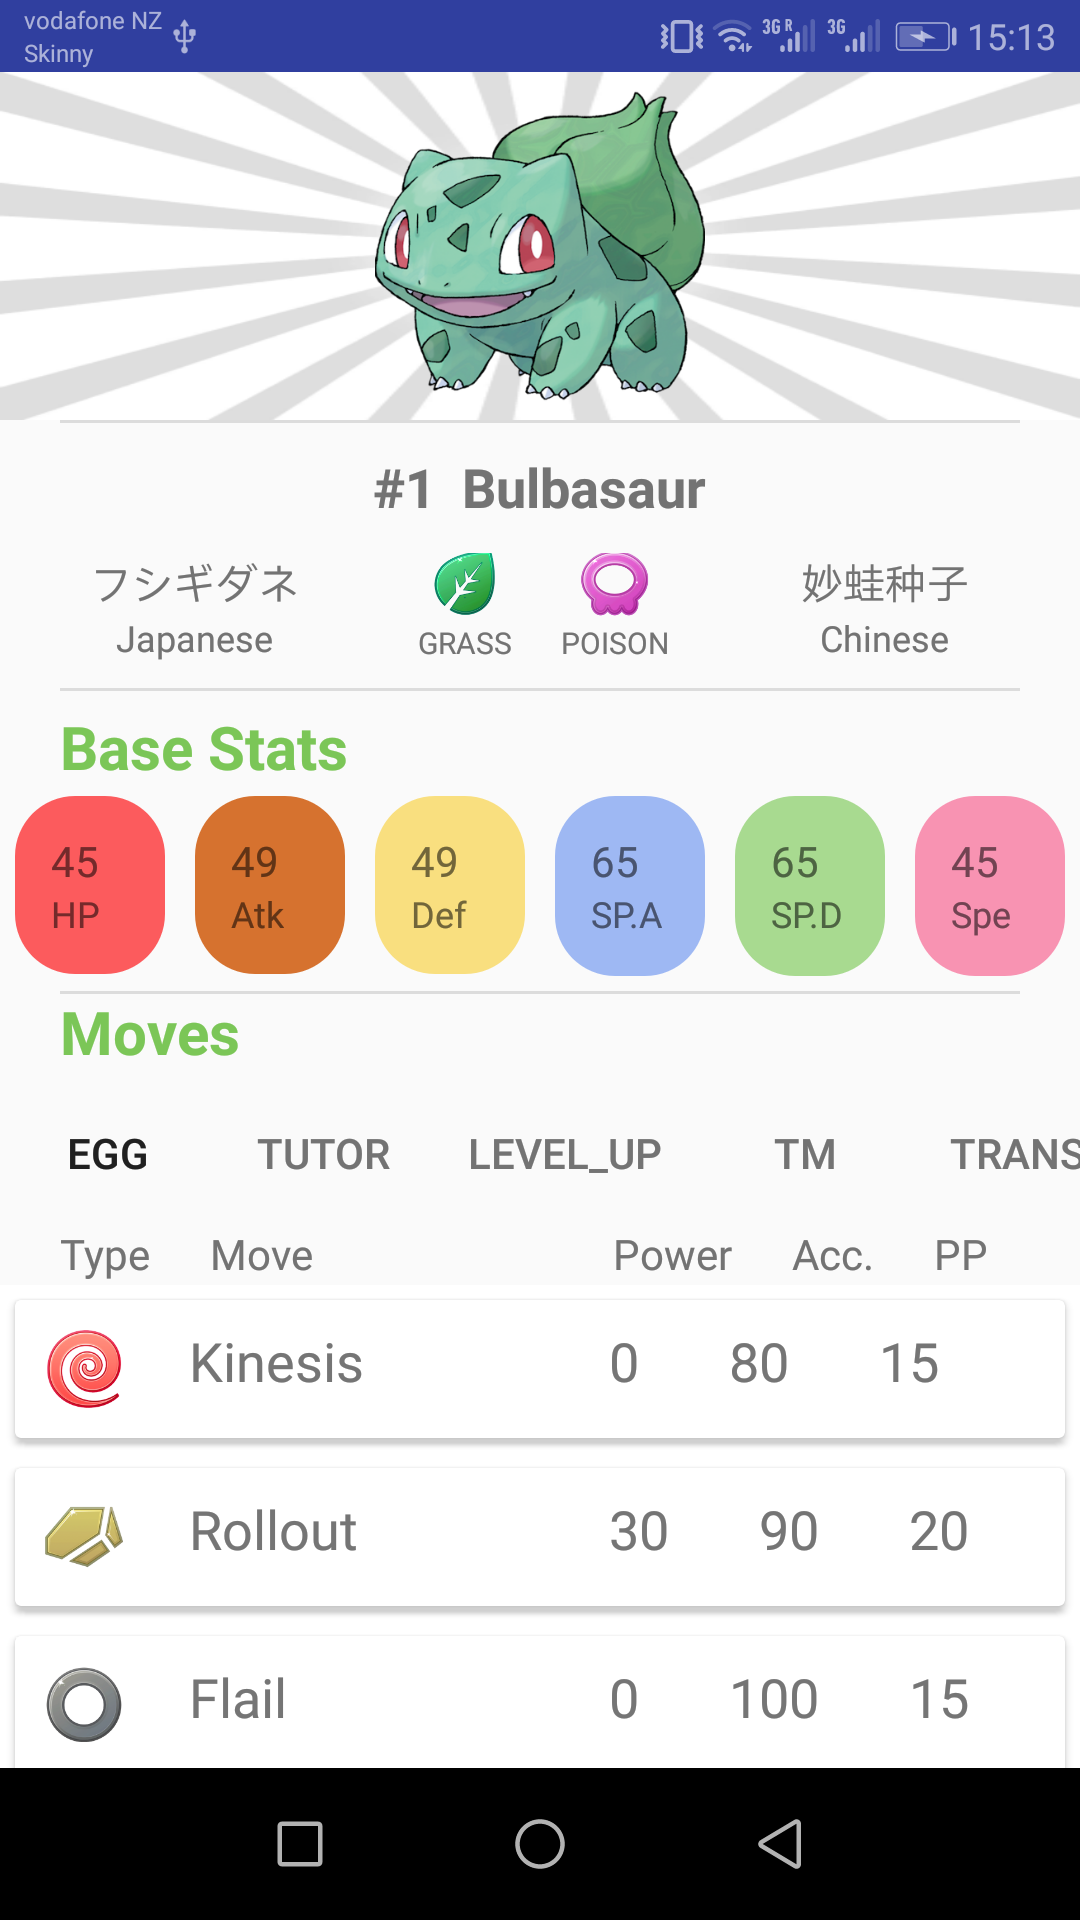 vodafone NZ
Skinny
3G R 3G 15:13
#1 Bulbasaur
フシギダネ
Japanese
GRASS
POISON
妙蛙种子
Chinese
Base Stats
45
HP
49
Atk
49
Def
65
SP.A
65
SP.D
45
Spe
Moves
EGG TUTOR LEVEL_UP TM TRANS
Type Move Power Acc. PP
Kinesis 0 80 15
Rollout 30 90 20
Flail 0 100 15